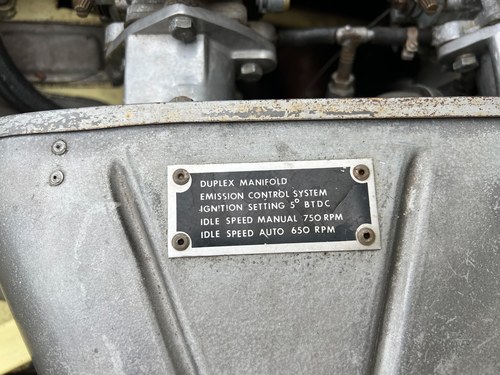 DUPLEX MANIFOLD
EMISSION CONTROL SYSTEM
IGNITION SETTING 5° BTDC
IDLE SPEED MANUAL 750 RPM
IDLE SPEED AUTO 650 RPM